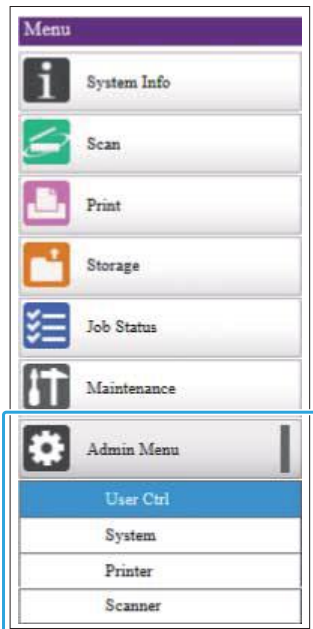 Menu
System Info
Scan
Print
Storage
Job Status
Maintenance
Admin Menu
User Ctrl
System
Printer
Scanner